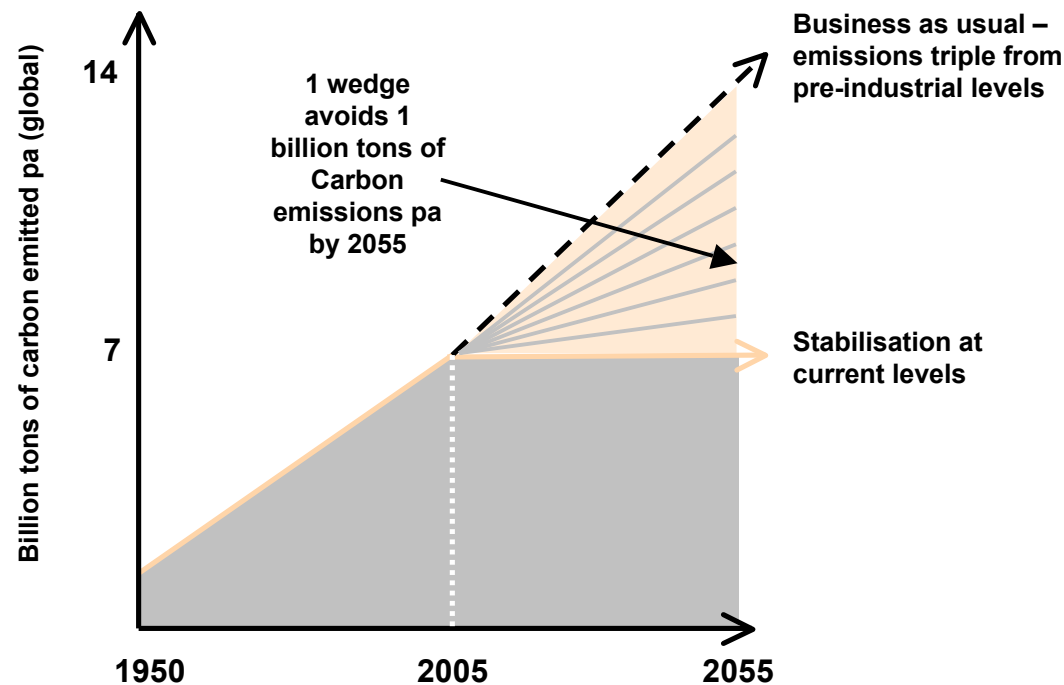 Billion tons of carbon emitted pa (global)
14
7
1 wedge
avoids 1
billion tons of
Carbon
emissions pa
by 2055
Business as usual –
emissions triple from
pre-industrial levels
Stabilisation at
current levels
1950
2005
2055